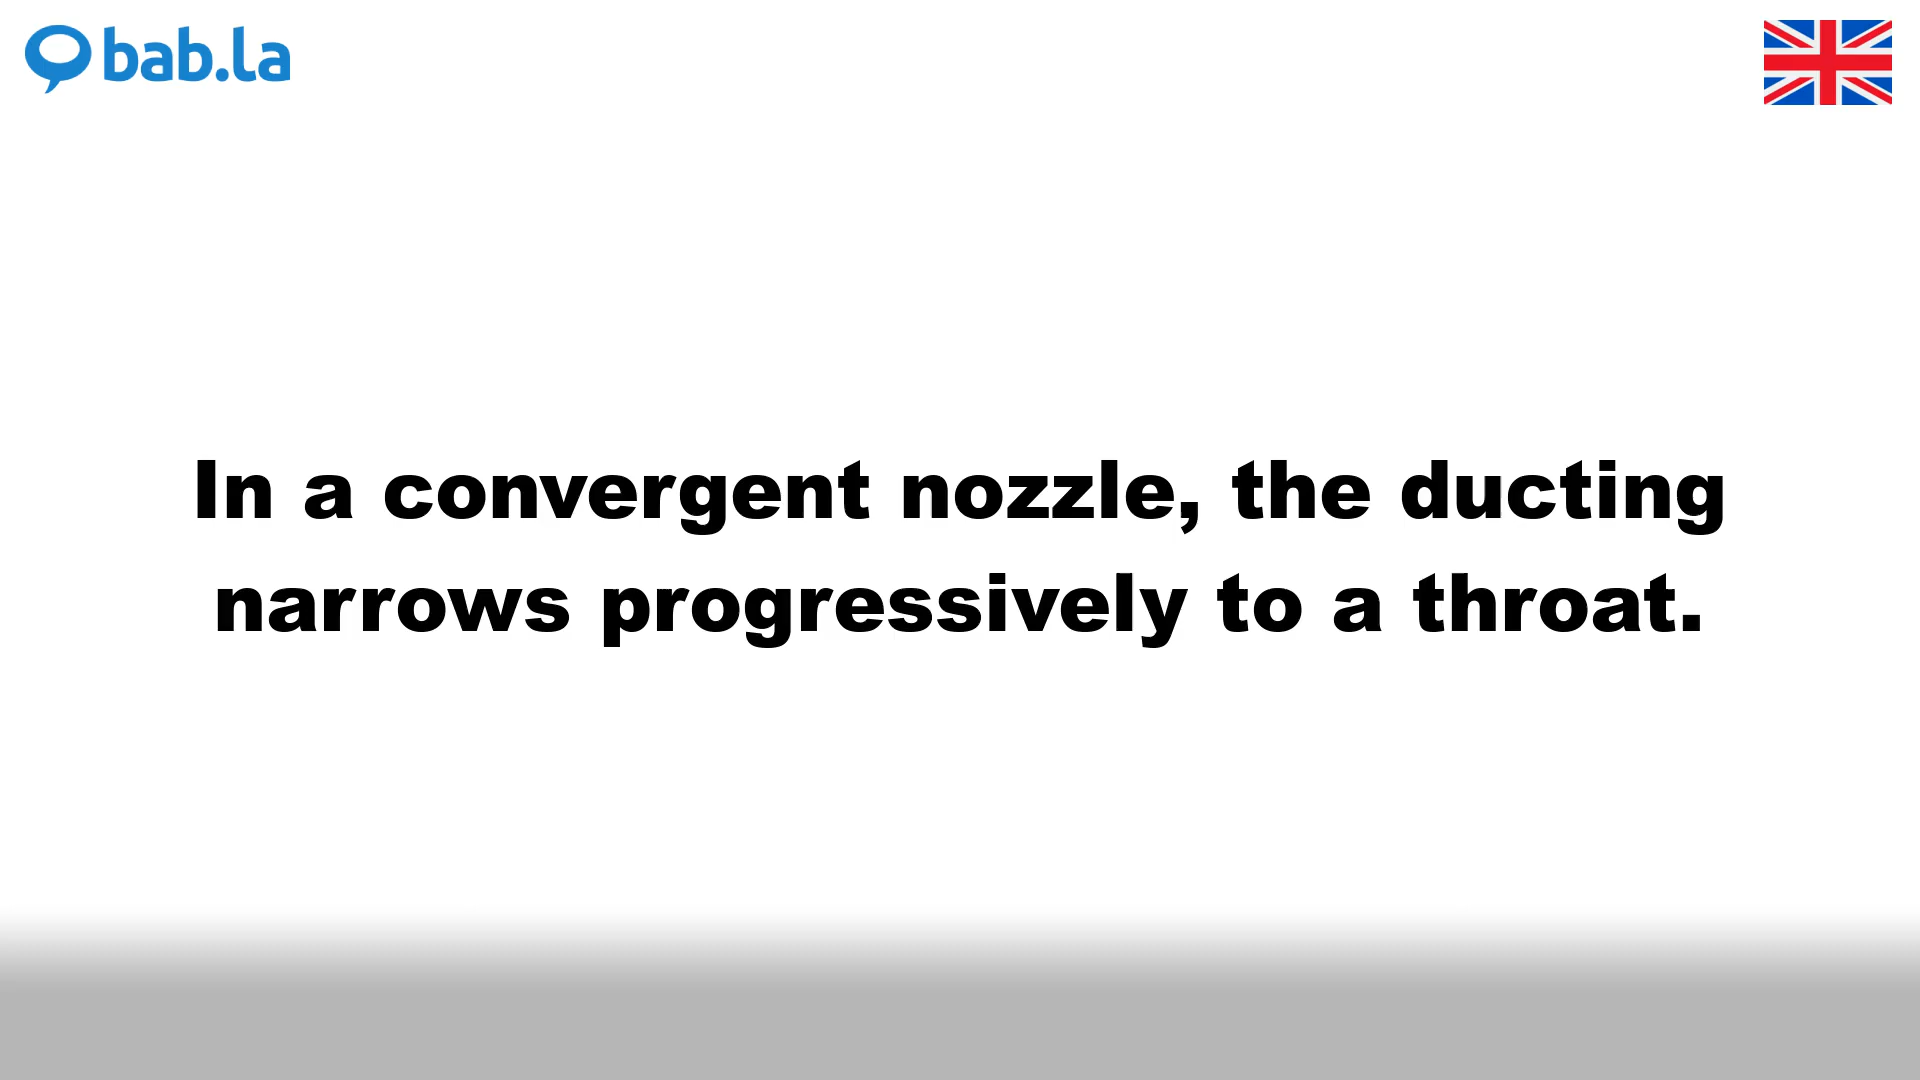 bab.la
In a convergent nozzle, the ducting
narrows progressively to a throat.